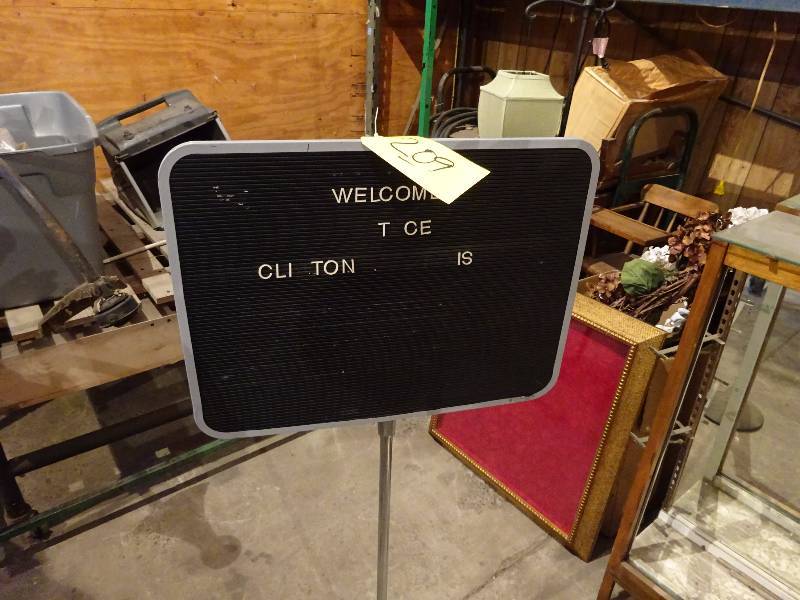 209
WELCOME
T CE
CLI TON . IS